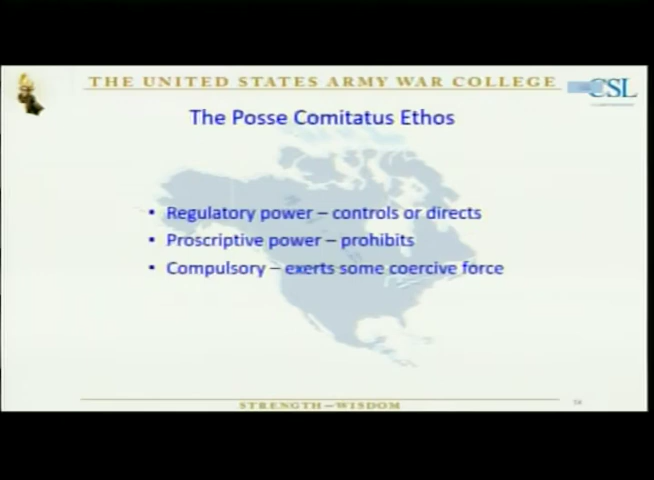 THE UNITED STATES ARMY WAR COLLEGE
CSL
The Posse Comitatus Ethos
• Regulatory power – controls or directs
• Proscriptive power – prohibits
• Compulsory – exerts some coercive force
STRENGTH—WISDOM